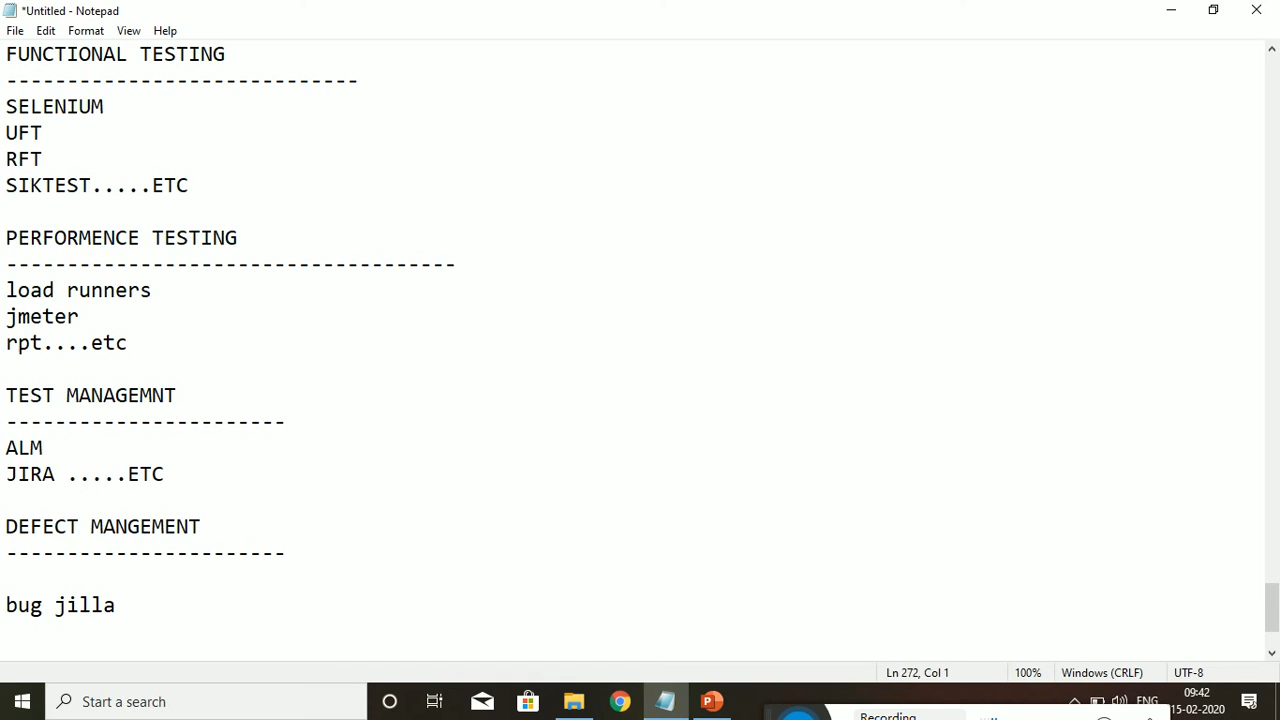 *Untitled - Notepad
File Edit Format View Help
FUNCTIONAL TESTING
-----------------------------
SELENIUM
UFT
RFT
SIKTEST.....ETC
PERFORMENCE TESTING
-------------------------------------
load runners
jmeter
rpt....etc
TEST MANAGEMNT
-----------------------
ALM
JIRA .....ETC
DEFECT MANGEMENT
-----------------------
bug jilla
Ln 272, Col 1 100% Windows (CRLF) UTF-8
Start a search
ENG
09:42
15-02-2020
Recording